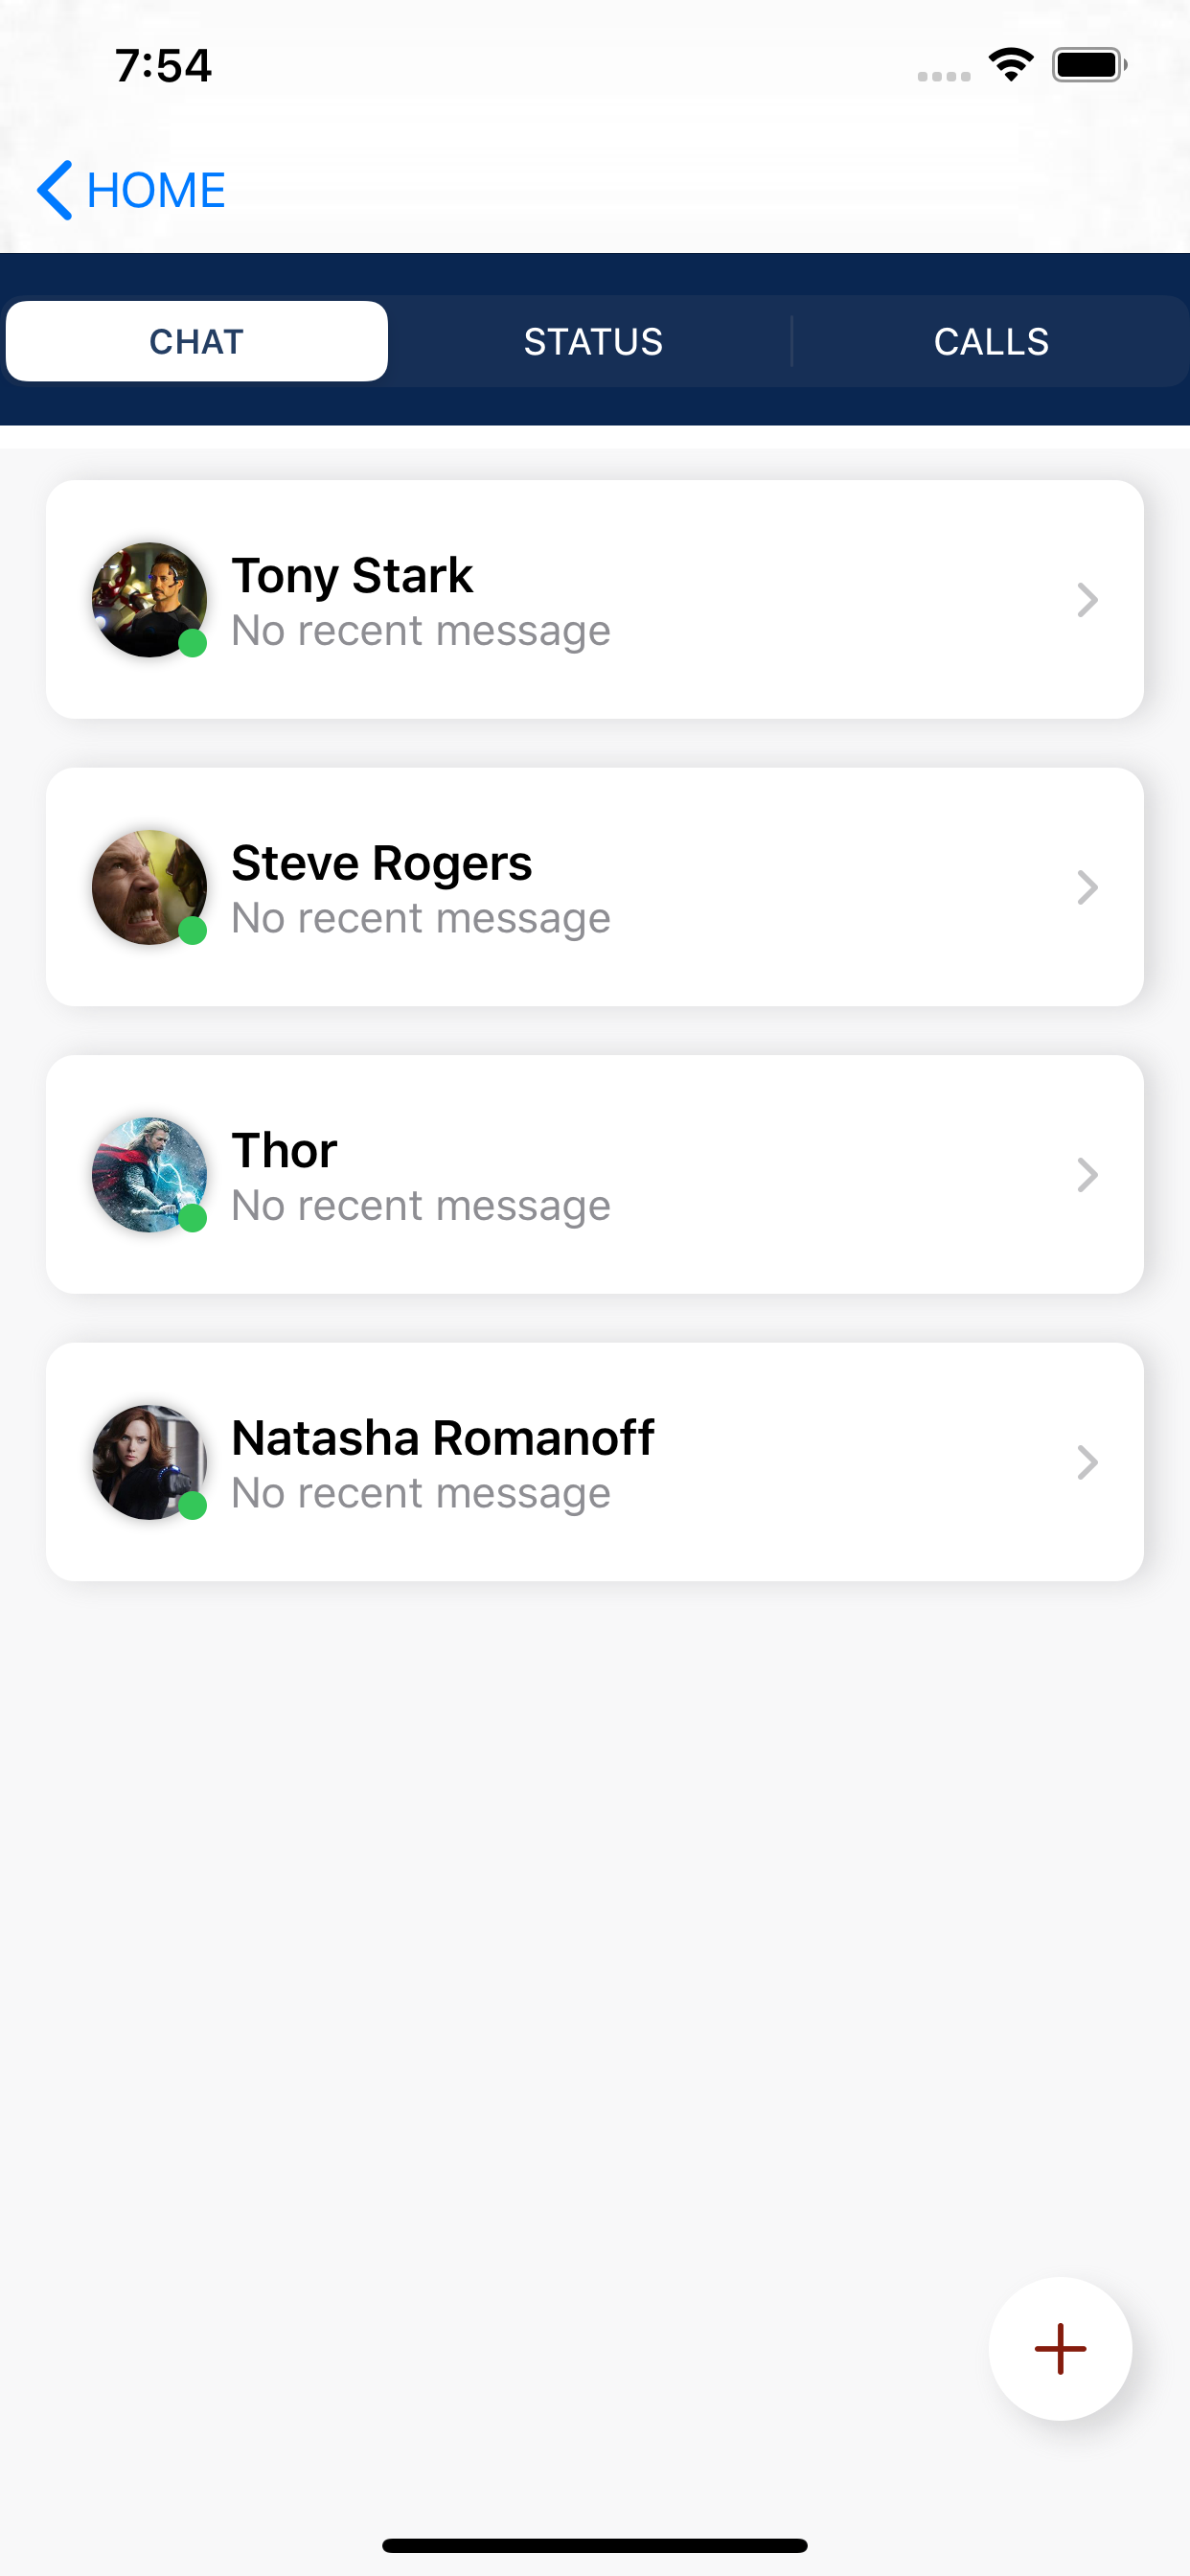 7:54
HOME
CHAT
STATUS
CALLS
Tony Stark
No recent message
Steve Rogers
No recent message
Thor
No recent message
Natasha Romanoff
No recent message